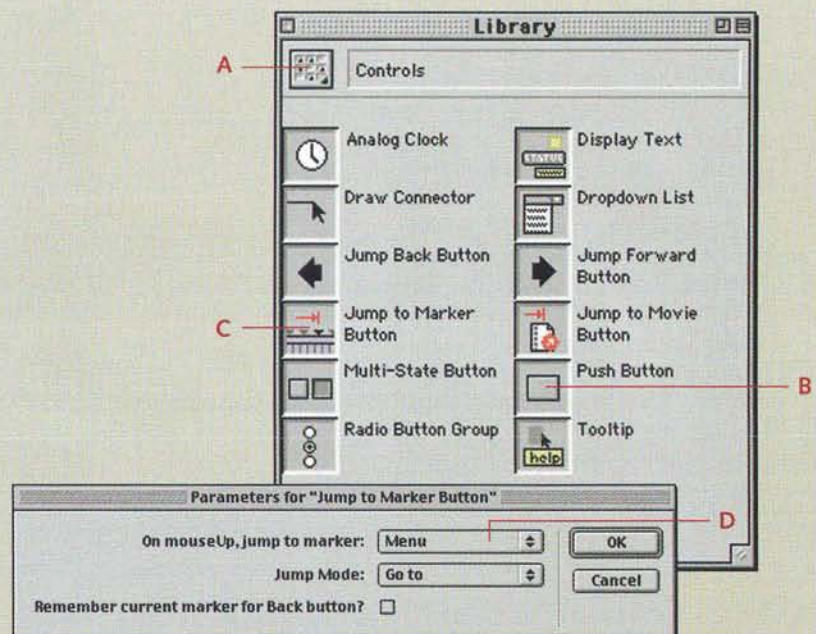 Library
A
Controls
Analog Clock
Display Text
STATUS
Draw Connector
Dropdown List
Jump Back Button
Jump Forward
Button
C
Jump to Marker
Button
Jump to Movie
Button
Multi-State Button
Push Button
B
Radio Button Group
Tooltip
help
Parameters for "Jump to Marker Button"
D
On mouseUp, jump to marker:
Menu
OK
Jump Mode:
Go to
Cancel
Remember current marker for Back button?